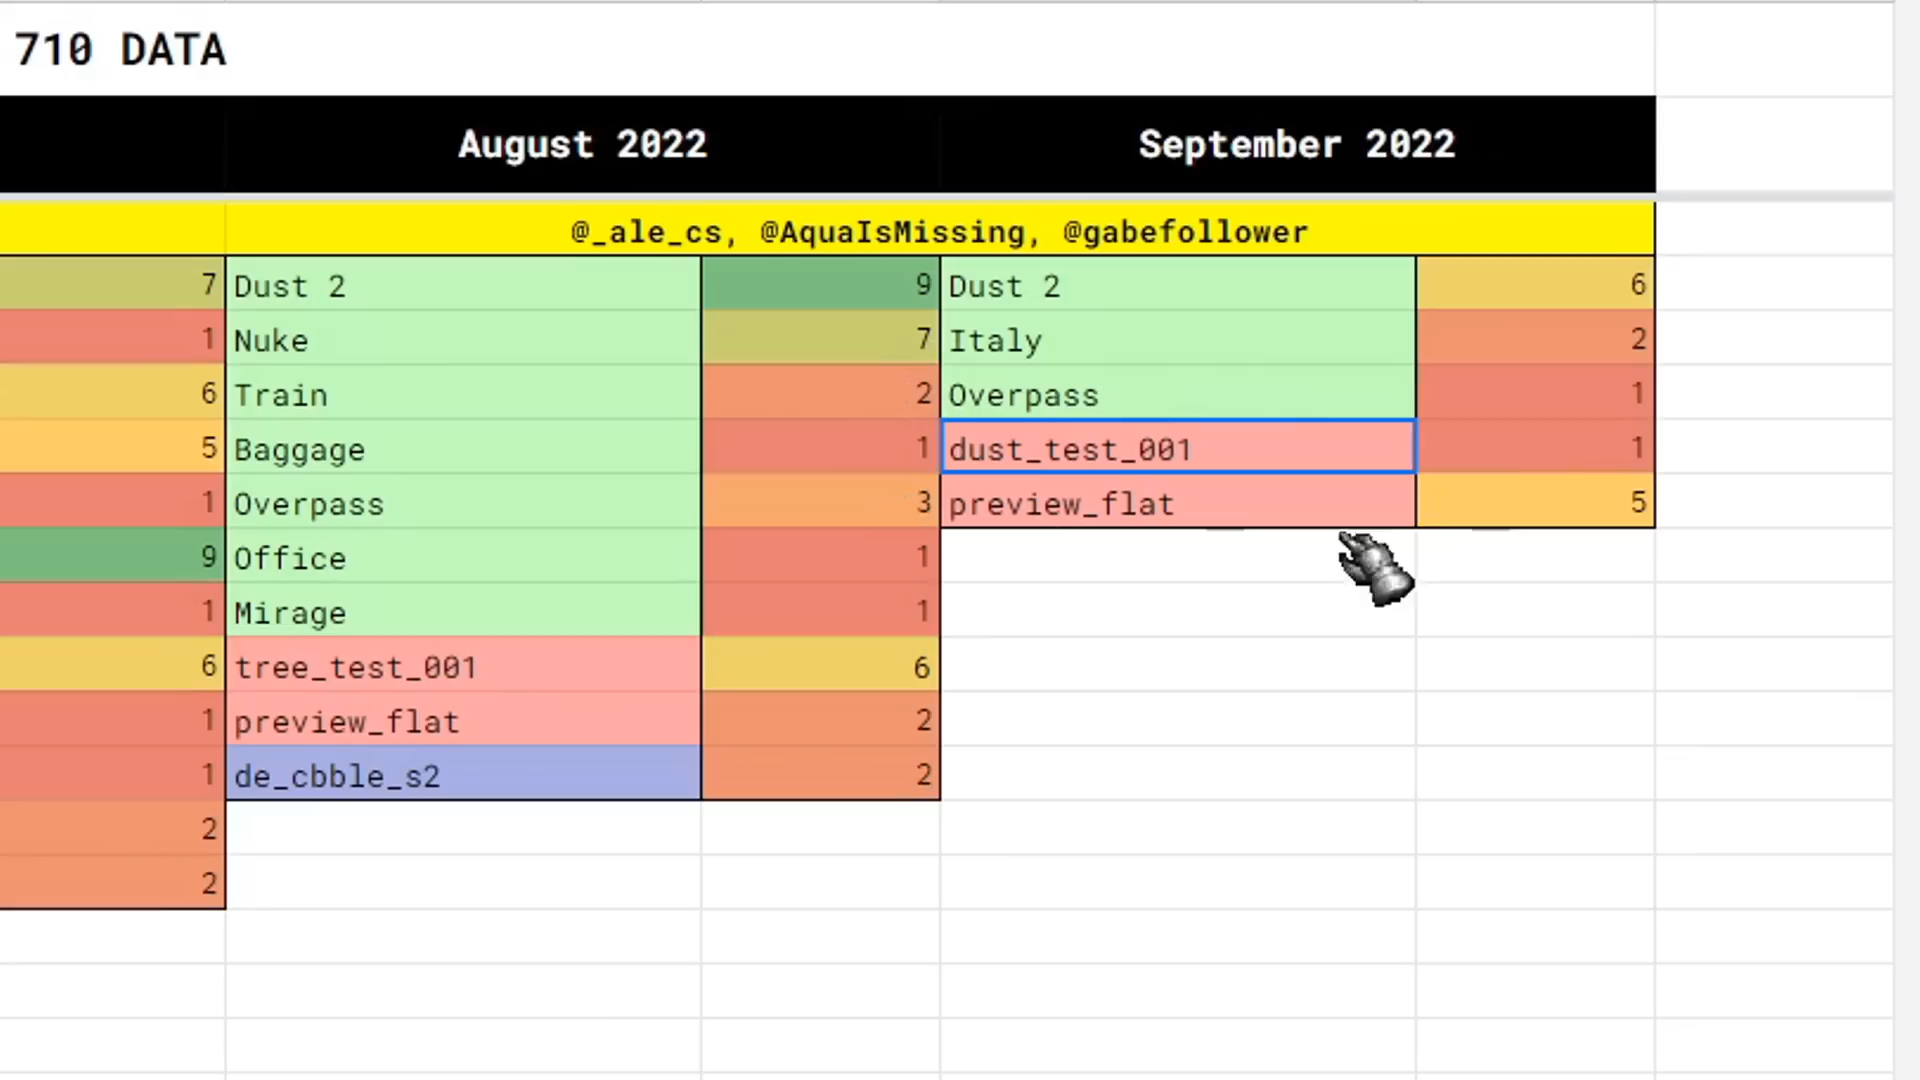 710 DATA
August 2022 September 2022
@_ale_cs, @AquaIsMissing, @gabefollower
7 Dust 2 9 Dust 2 6
1 Nuke 7 Italy 2
6 Train 2 Overpass 1
5 Baggage 1 dust_test_001 1
1 Overpass 3 preview_flat 5
9 Office 1
1 Mirage 1
6 tree_test_001 6
1 preview_flat 2
1 de_cbble_s2 2
2
2